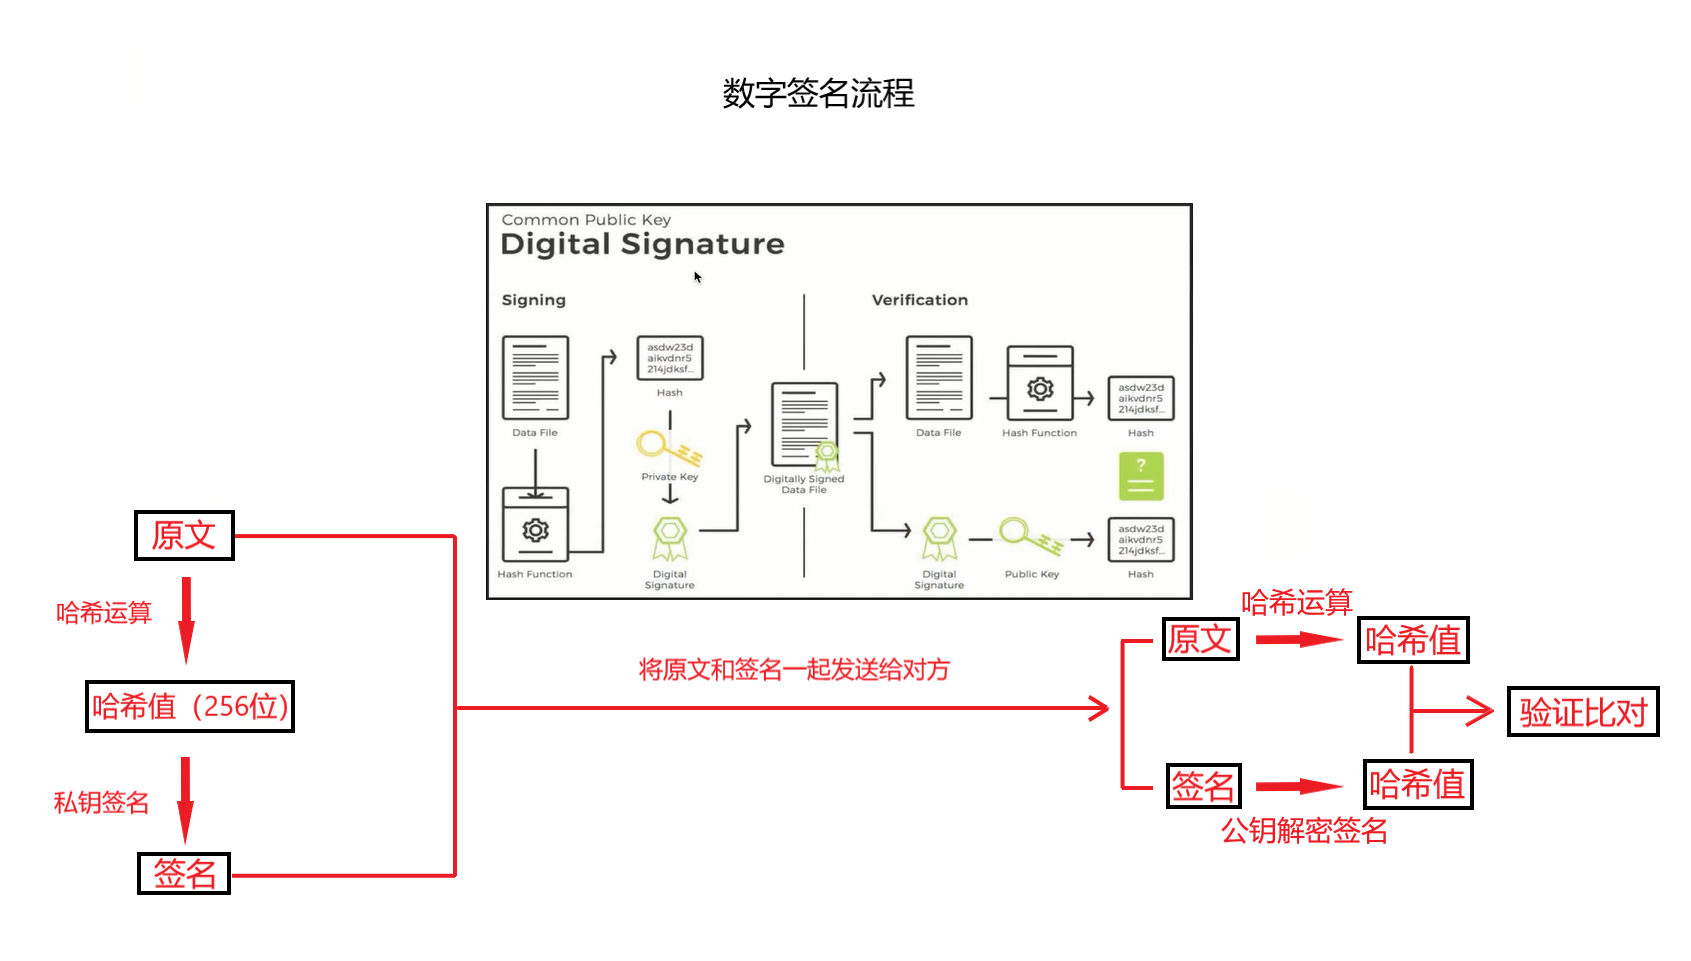 数字签名流程
Common Public Key
Digital Signature
Signing
Verification
asdw23d
aikvdnr5
214jdksf...
Hash
Data File
Private Key
Hash Function
Digital
Signature
Digitally Signed
Data File
Data File
Hash Function
asdw23d
aikvdnr5
214jdksf...
Hash
?
Digital
Signature
Public Key
asdw23d
aikvdnr5
214jdksf...
Hash
原文
哈希运算
哈希值（256位）
私钥签名
签名
将原文和签名一起发送给对方
原文
哈希运算
哈希值
签名
公钥解密签名
哈希值
验证比对